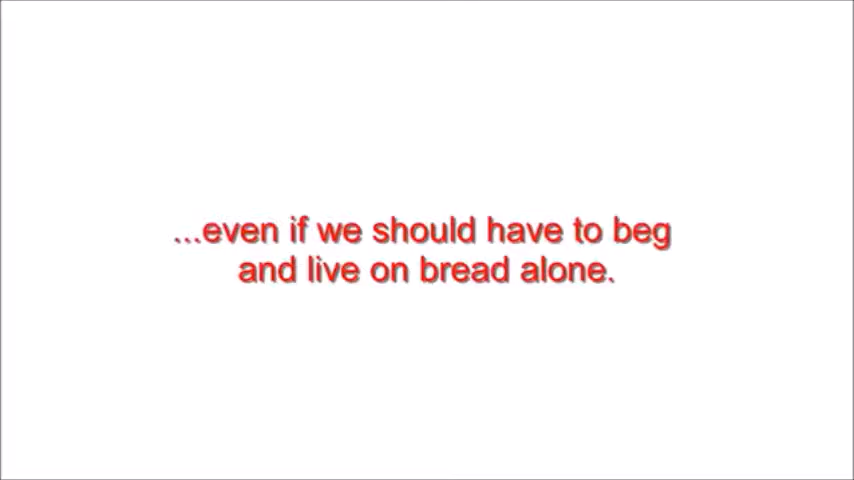 ...even if we should have to beg
and live on bread alone.